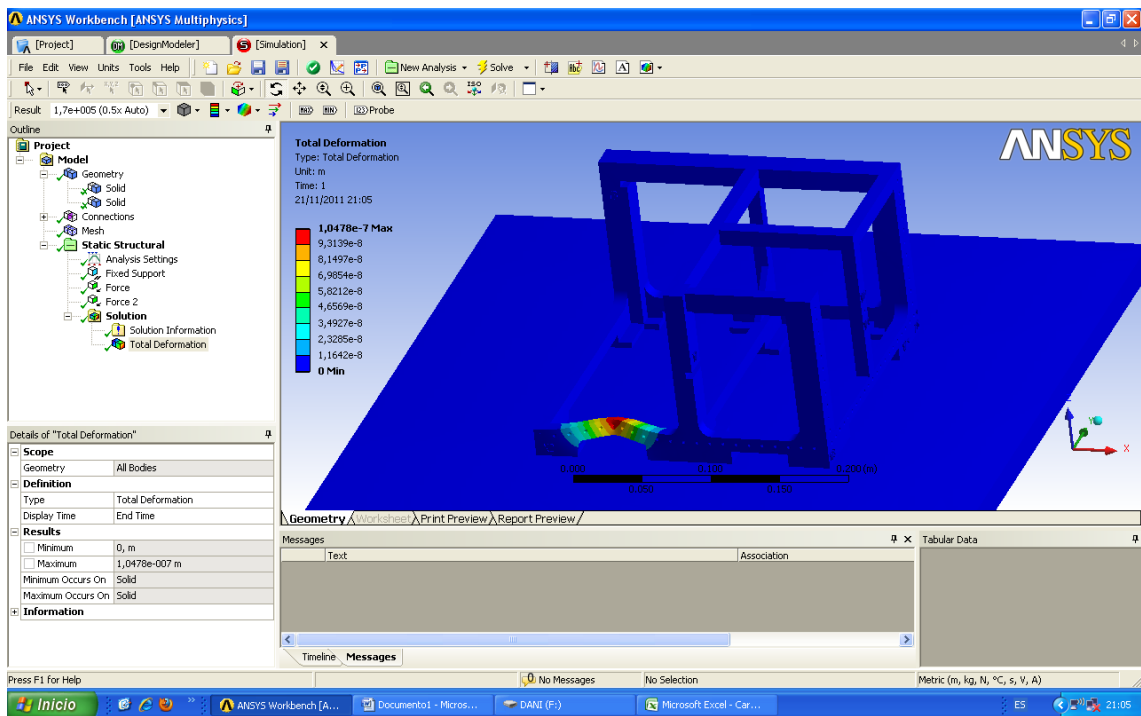 ANSYS Workbench [ANSYS Multiphysics]
[Project] [DesignModeler] [Simulation]
File Edit View Units Tools Help New Analysis Solve A
Result 1,7e+005 (0.5x Auto) MAX MIN Probe
Outline
Project
Model
Geometry
Solid
Solid
Connections
Mesh
Static Structural
Analysis Settings
Fixed Support
Force
Force 2
Solution
Solution Information
Total Deformation
Details of "Total Deformation"
Scope
Geometry All Bodies
Definition
Type Total Deformation
Display Time End Time
Results
Minimum 0, m
Maximum 1,0478e-007 m
Minimum Occurs On Solid
Maximum Occurs On Solid
Information
Total Deformation
Type: Total Deformation
Unit: m
Time: 1
21/11/2011 21:05
1,0478e-7 Max
9,3139e-8
8,1497e-8
6,9854e-8
5,8212e-8
4,6569e-8
3,4927e-8
2,3285e-8
1,1642e-8
0 Min
ANSYS
X
0.000 0.100
0.050 0.150
Geometry Worksheet Print Preview Report Preview
Messages
Text Association
Timeline Messages
Tabular Data
Press F1 for Help No Messages No Selection Metric (m, kg, N, °C, s, V, A)
Inicio ANSYS Workbench [A... Documento1 - Micros... DANI (F:) Microsoft Excel - Car... ES 21:05